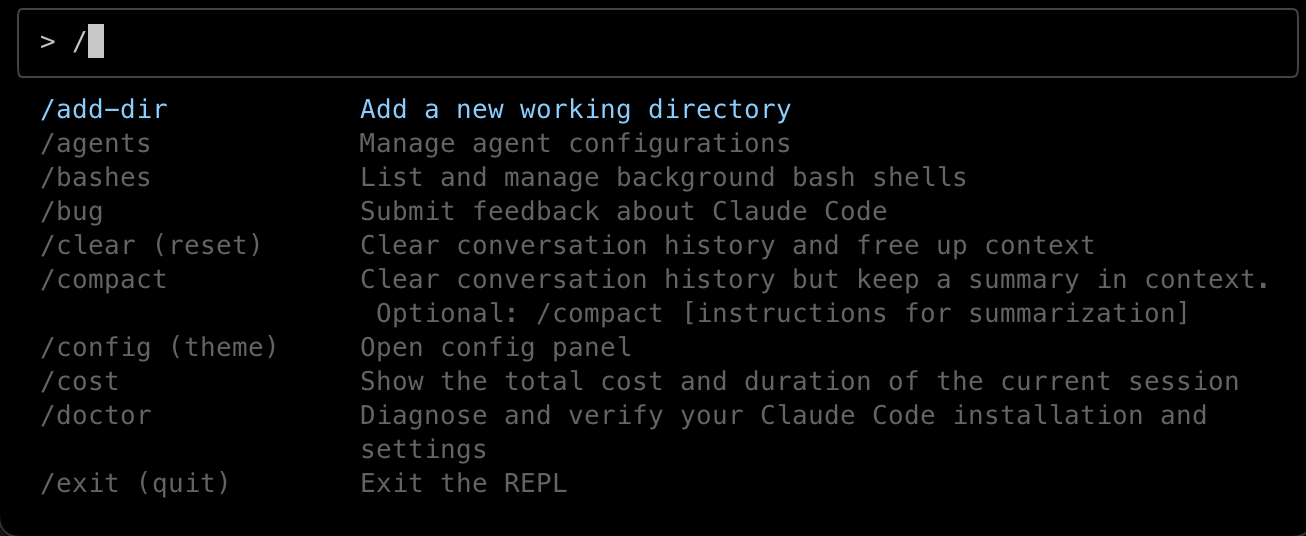 > /
/add-dir Add a new working directory
/agents Manage agent configurations
/bashes List and manage background bash shells
/bug Submit feedback about Claude Code
/clear (reset) Clear conversation history and free up context
/compact Clear conversation history but keep a summary in context.
Optional: /compact [instructions for summarization]
/config (theme) Open config panel
/cost Show the total cost and duration of the current session
/doctor Diagnose and verify your Claude Code installation and
settings
/exit (quit) Exit the REPL